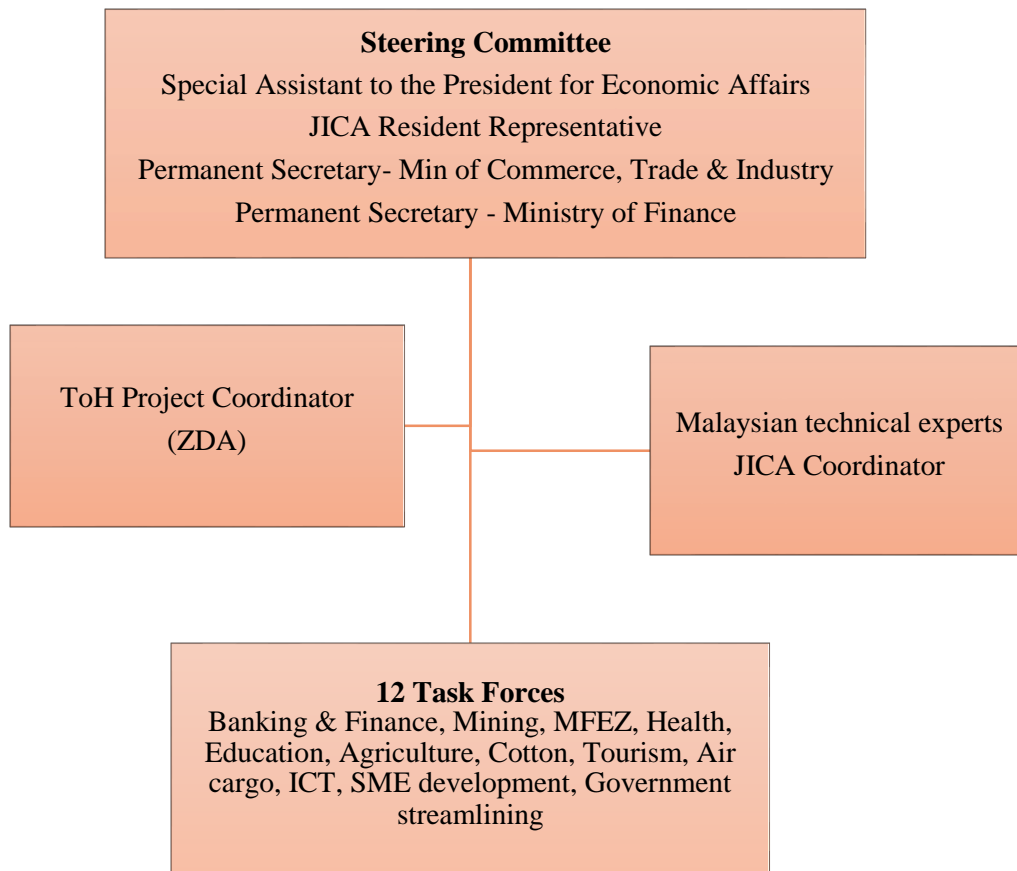 Steering Committee
Special Assistant to the President for Economic Affairs
JICA Resident Representative
Permanent Secretary- Min of Commerce, Trade & Industry
Permanent Secretary - Ministry of Finance
ToH Project Coordinator
(ZDA)
Malaysian technical experts
JICA Coordinator
12 Task Forces
Banking & Finance, Mining, MFEZ, Health,
Education, Agriculture, Cotton, Tourism, Air
cargo, ICT, SME development, Government
streamlining